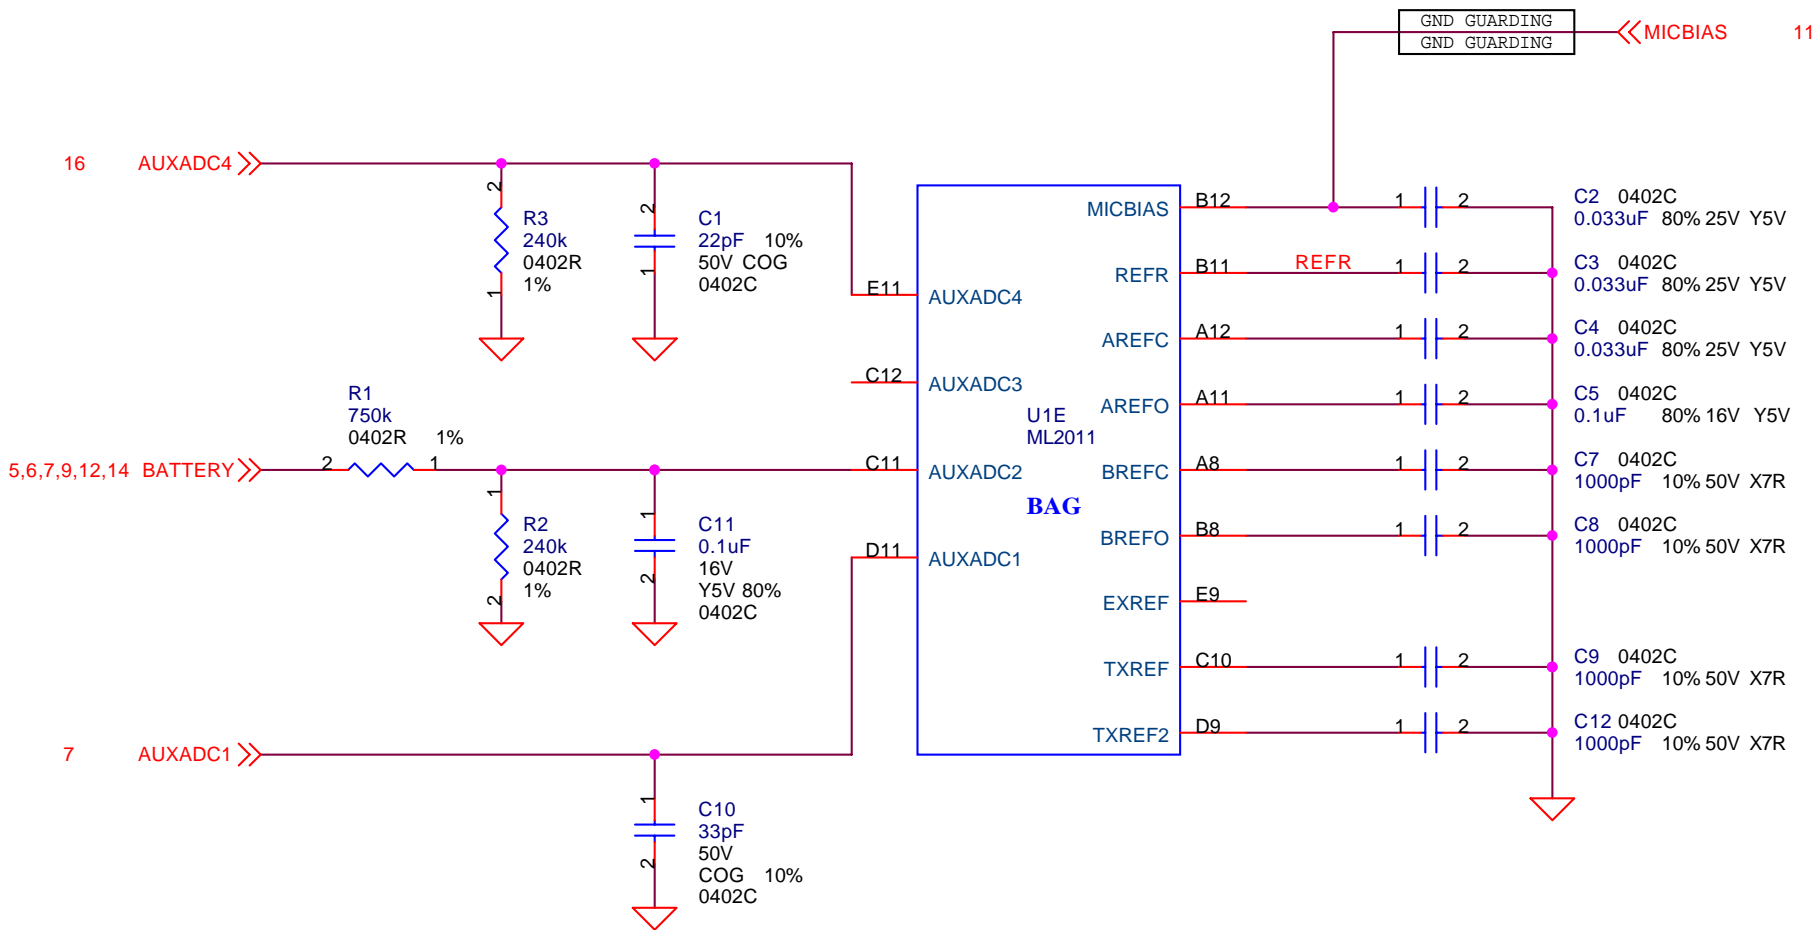 GND GUARDING
GND GUARDING
MICBIAS 11
16 AUXADC4
2
R3
240k
0402R
1%
1
2
C1
22pF 10%
50V COG
0402C
1
E11
AUXADC4
C12
AUXADC3
R1
750k
0402R 1%
5,6,7,9,12,14 BATTERY
2 1
C11
AUXADC2
1
R2
240k
0402R
1%
2
1
C11
0.1uF
16V
Y5V 80%
0402C
2
D11
AUXADC1
7 AUXADC1
1
C10
33pF
50V
COG 10%
0402C
2
U1E
ML2011
BAG
MICBIAS B12 1 2
C2 0402C
0.033uF 80% 25V Y5V
REFR B11 REFR 1 2
C3 0402C
0.033uF 80% 25V Y5V
AREFC A12 1 2
C4 0402C
0.033uF 80% 25V Y5V
AREFO A11 1 2
C5 0402C
0.1uF 80% 16V Y5V
BREFC A8 1 2
C7 0402C
1000pF 10% 50V X7R
BREFO B8 1 2
C8 0402C
1000pF 10% 50V X7R
EXREF E9
TXREF C10 1 2
C9 0402C
1000pF 10% 50V X7R
TXREF2 D9 1 2
C12 0402C
1000pF 10% 50V X7R